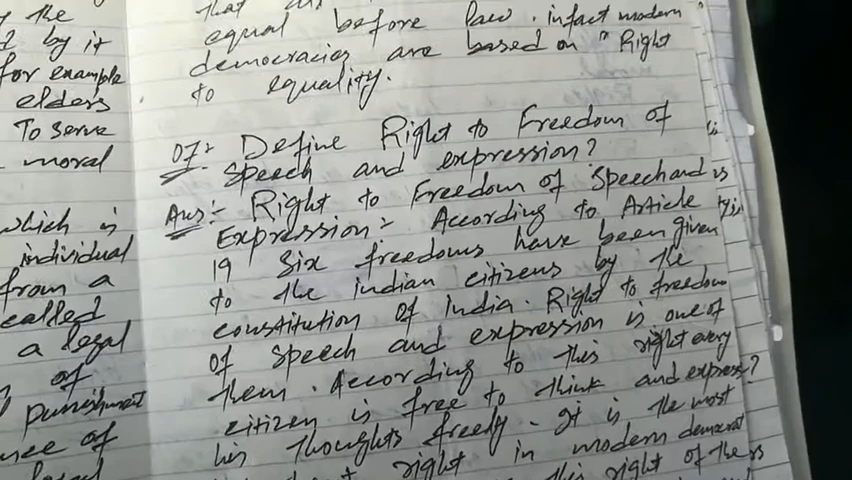 the
by it
for example
elders
To serve
moral
which is
individual
from a
called
a legal
of
punishment
nee of
legal
equal before law. infact modern
democracies are based on "Right
to equality.
Q7:- Define Right to Freedom of
speech and expression?
Ans:- Right to Freedom of Speech and
Expression:- According to Article
19 Six freedoms have been given
to the indian citizens by the
constitution of india. Right to freedom
of speech and expression is one of
them. According to this right every
citizen is free to think and express
his thoughts freely. It is the most
right in modern democrat
this right of the